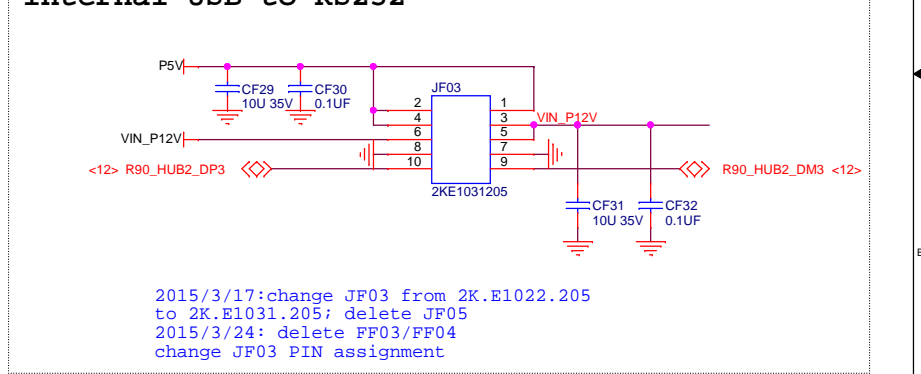 P5V
CF29
10U 35V
CF30
0.1UF
JF03
2
4
6
8
10
1
3
5
7
9
VIN_P12V
VIN_P12V
<12> R90_HUB2_DP3
R90_HUB2_DM3 <12>
2KE1031205
CF31
10U 35V
CF32
0.1UF
2015/3/17:change JF03 from 2K.E1022.205
to 2K.E1031.205; delete JF05
2015/3/24: delete FF03/FF04
change JF03 PIN assignment